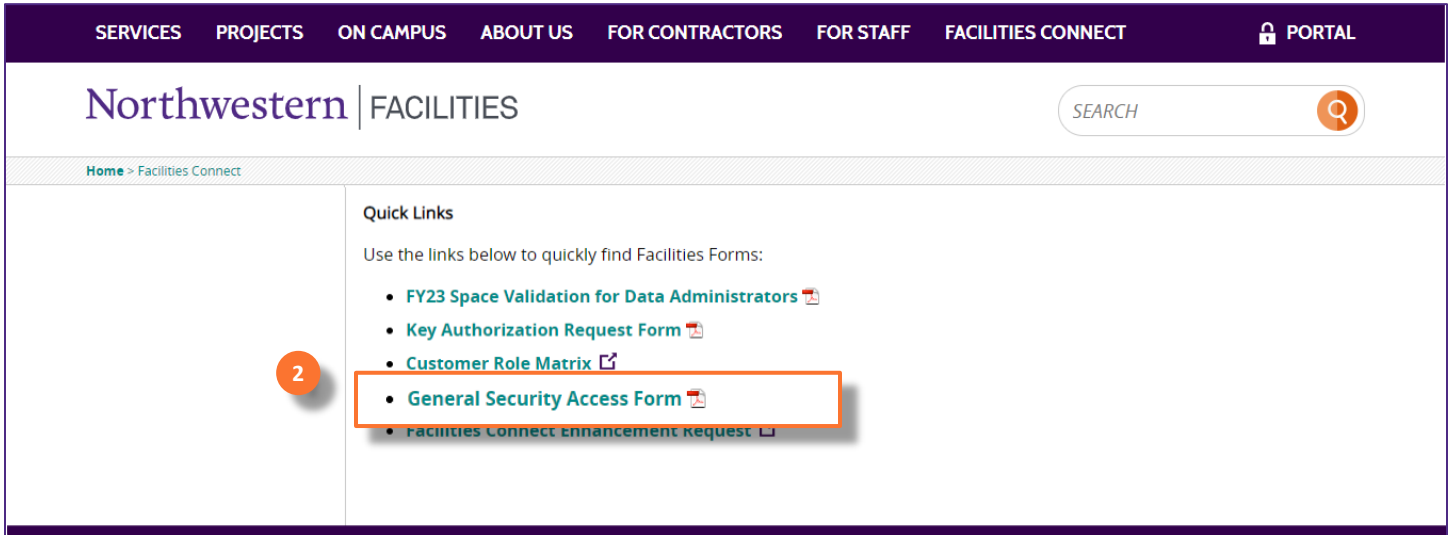 SERVICES PROJECTS ON CAMPUS ABOUT US FOR CONTRACTORS FOR STAFF FACILITIES CONNECT PORTAL
Northwestern | FACILITIES
SEARCH
Home > Facilities Connect
Quick Links
Use the links below to quickly find Facilities Forms:
• FY23 Space Validation for Data Administrators
• Key Authorization Request Form
• Customer Role Matrix
2
• General Security Access Form
• Facilities Connect Enhancement Request